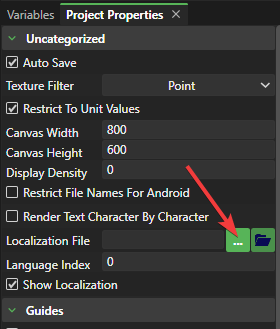 Variables
Project Properties
Uncategorized
Auto Save
Texture Filter Point
Restrict To Unit Values
Canvas Width 800
Canvas Height 600
Display Density 0
Restrict File Names For Android
Render Text Character By Character
Localization File ...
Language Index 0
Show Localization
Guides